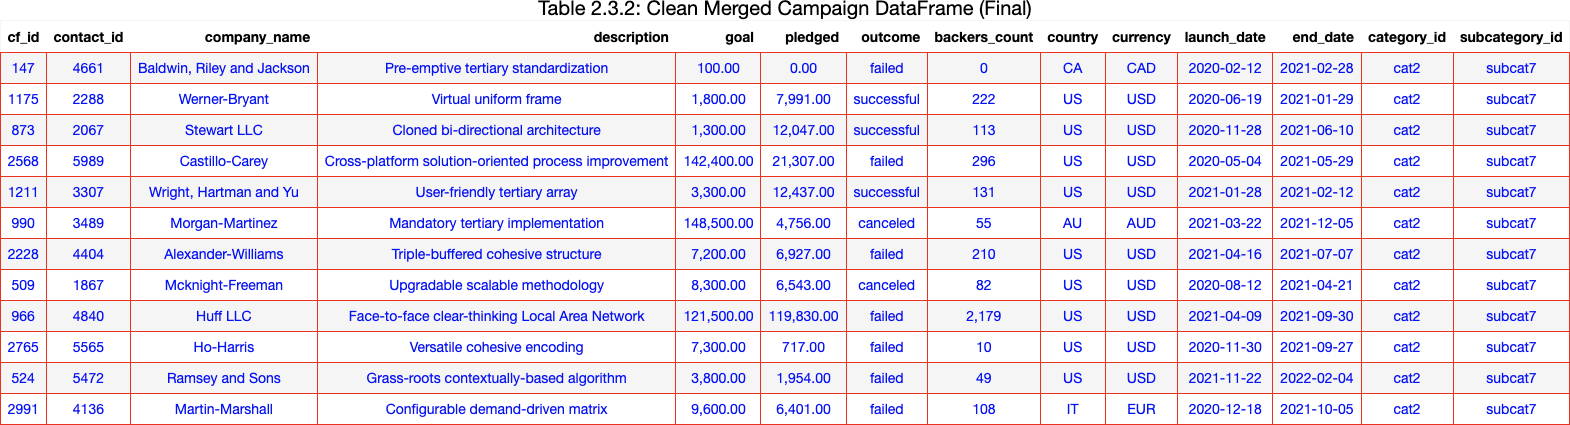 Table 2.3.2: Clean Merged Campaign DataFrame (Final)
cf_id contact_id company_name description goal pledged outcome backers_count country currency launch_date end_date category_id subcategory_id
147 4661 Baldwin, Riley and Jackson Pre-emptive tertiary standardization 100.00 0.00 failed 0 CA CAD 2020-02-12 2021-02-28 cat2 subcat7
1175 2288 Werner-Bryant Virtual uniform frame 1,800.00 7,991.00 successful 222 US USD 2020-06-19 2021-01-29 cat2 subcat7
873 2067 Stewart LLC Cloned bi-directional architecture 1,300.00 12,047.00 successful 113 US USD 2020-11-28 2021-06-10 cat2 subcat7
2568 5989 Castillo-Carey Cross-platform solution-oriented process improvement 142,400.00 21,307.00 failed 296 US USD 2020-05-04 2021-05-29 cat2 subcat7
1211 3307 Wright, Hartman and Yu User-friendly tertiary array 3,300.00 12,437.00 successful 131 US USD 2021-01-28 2021-02-12 cat2 subcat7
990 3489 Morgan-Martinez Mandatory tertiary implementation 148,500.00 4,756.00 canceled 55 AU AUD 2021-03-22 2021-12-05 cat2 subcat7
2228 4404 Alexander-Williams Triple-buffered cohesive structure 7,200.00 6,927.00 failed 210 US USD 2021-04-16 2021-07-07 cat2 subcat7
509 1867 Mcknight-Freeman Upgradable scalable methodology 8,300.00 6,543.00 canceled 82 US USD 2020-08-12 2021-04-21 cat2 subcat7
966 4840 Huff LLC Face-to-face clear-thinking Local Area Network 121,500.00 119,830.00 failed 2,179 US USD 2021-04-09 2021-09-30 cat2 subcat7
2765 5565 Ho-Harris Versatile cohesive encoding 7,300.00 717.00 failed 10 US USD 2020-11-30 2021-09-27 cat2 subcat7
524 5472 Ramsey and Sons Grass-roots contextually-based algorithm 3,800.00 1,954.00 failed 49 US USD 2021-11-22 2022-02-04 cat2 subcat7
2991 4136 Martin-Marshall Configurable demand-driven matrix 9,600.00 6,401.00 failed 108 IT EUR 2020-12-18 2021-10-05 cat2 subcat7